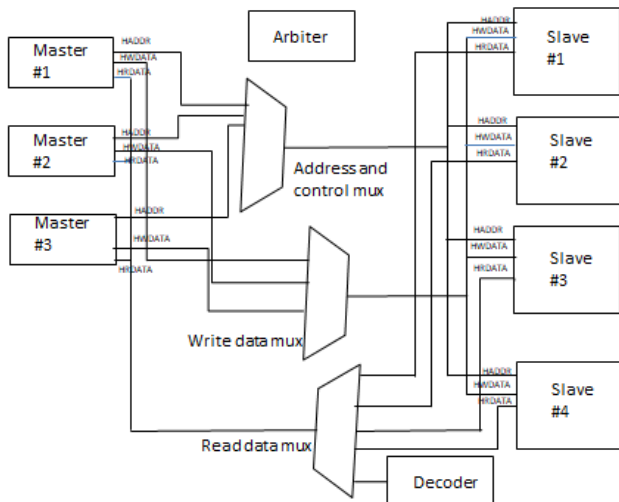 Master
#1
HADDR
HWDATA
HRDATA
Master
#2
HADDR
HWDATA
HRDATA
Master
#3
HADDR
HWDATA
HRDATA
Arbiter
Address and
control mux
Write data mux
Read data mux
Decoder
HADDR
HWDATA
HRDATA
Slave
#1
HADDR
HWDATA
HRDATA
Slave
#2
HADDR
HWDATA
HRDATA
Slave
#3
HADDR
HWDATA
HRDATA
Slave
#4